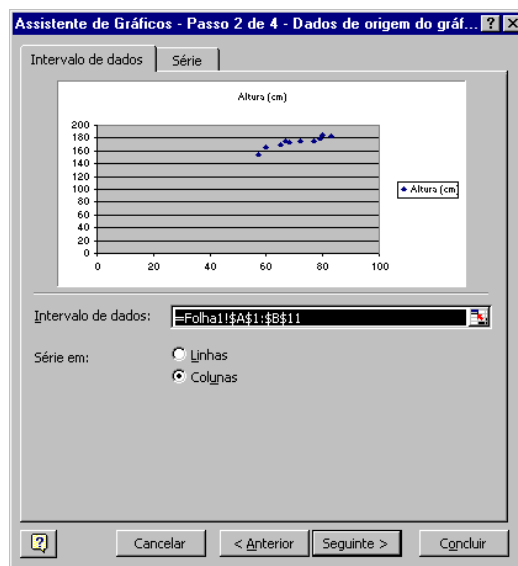 Assistente de Gráficos - Passo 2 de 4 - Dados de origem do gráf...
Intervalo de dados
Série
Altura (cm)
200
180
160
140
120
100
80
60
40
20
0
0 20 40 60 80 100
Altura (cm)
Intervalo de dados: =Folha1!$A$1:$B$11
Série em:
Linhas
Colunas
Cancelar
< Anterior
Seguinte >
Concluir